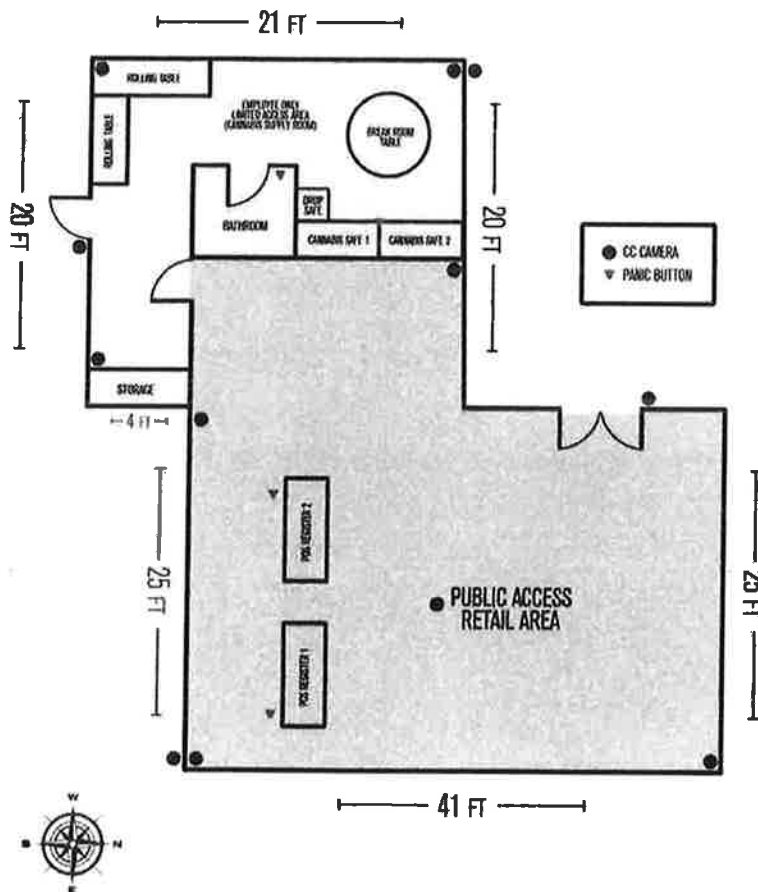 21 FT
ROLLING TABLE
ROLLING TABLE
EMPLOYEE ONLY
LIMITED ACCESS AREA
(CANNABIS SUPPLY ROOM)
BREAK ROOM
TABLE
20 FT
20 FT
BATHROOM
DROP
SAFE
CANNABIS SAFE 1
CANNABIS SAFE 2
CC CAMERA
PANIC BUTTON
STORAGE
4 FT
25 FT
POS REGISTER 2
25 FT
PUBLIC ACCESS
RETAIL AREA
POS REGISTER 1
41 FT
W
S
N
E